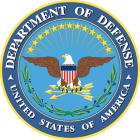 DEPARTMENT OF DEFENSE
UNITED STATES OF AMERICA